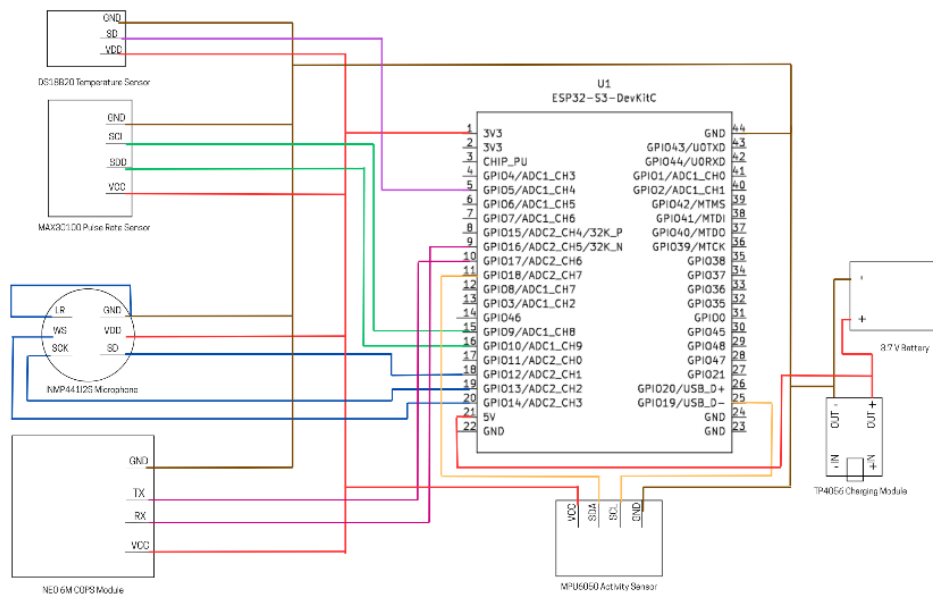 GND
SD
VDD
DS18B20 Temperature Sensor
GND
SCl
SDD
VCC
MAX3C100 Pulse Rate Sensor
LR
GND
WS
VDD
SCK
SD
INMP441I2S Microphone
GND
TX
RX
VCC
NEO 6M CGPS Module
U1
ESP32-S3-DevKitC
1 3V3
2 3V3
3 CHIP_PU
4 GPIO4/ADC1_CH3
5 GPIO5/ADC1_CH4
6 GPIO6/ADC1_CH5
7 GPIO7/ADC1_CH6
8 GPIO15/ADC2_CH4/32K_P
9 GPIO16/ADC2_CH5/32K_N
10 GPIO17/ADC2_CH6
11 GPIO18/ADC2_CH7
12 GPIO8/ADC1_CH7
13 GPIO3/ADC1_CH2
14 GPIO46
15 GPIO9/ADC1_CH8
16 GPIO10/ADC1_CH9
17 GPIO11/ADC2_CH0
18 GPIO12/ADC2_CH1
19 GPIO13/ADC2_CH2
20 GPIO14/ADC2_CH3
21 5V
22 GND
GND 44
GPIO43/U0TXD 43
GPIO44/U0RXD 42
GPIO1/ADC1_CH0 41
GPIO2/ADC1_CH1 40
GPIO42/MTMS 39
GPIO41/MTDI 38
GPIO40/MTDO 37
GPIO39/MTCK 36
GPIO38 35
GPIO37 34
GPIO36 33
GPIO35 32
GPIO0 31
GPIO45 30
GPIO48 29
GPIO47 28
GPIO21 27
GPIO20/USB_D+ 26
GPIO19/USB_D- 25
GND 24
GND 23
VCC
SDA
SCL
GND
MPU6050 Activity Sensor
-
+
3.7 V Battery
OUT -
OUT +
-IN
+IN
TP4056 Charging Module